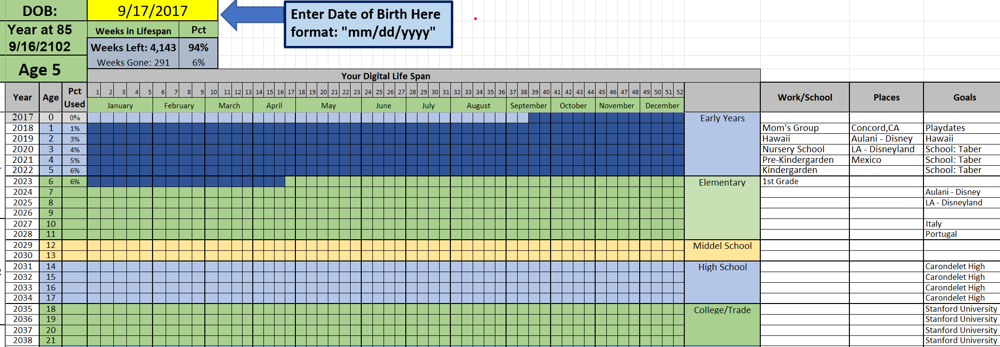 DOB: 9/17/2017
Enter Date of Birth Here
format: "mm/dd/yyyy"
Year at 85
9/16/2102
Weeks in Lifespan Pct
Weeks Left: 4,143 94%
Weeks Gone: 291 6%
Age 5
Your Digital Life Span
Year Age Pct Used 1 2 3 4 5 6 7 8 9 10 11 12 13 14 15 16 17 18 19 20 21 22 23 24 25 26 27 28 29 30 31 32 33 34 35 36 37 38 39 40 41 42 43 44 45 46 47 48 49 50 51 52 Work/School Places Goals
January February March April May June July August September October November December
2017 0 0% Early Years
2018 1 1% Mom's Group Concord,CA Playdates
2019 2 3% Hawaii Aulani - Disney Hawaii
2020 3 4% Nursery School LA - Disneyland School: Taber
2021 4 5% Pre-Kindergarden Mexico School: Taber
2022 5 6% Kindergarden School: Taber
2023 6 6% Elementary 1st Grade
2024 7 Aulani - Disney
2025 8 LA - Disneyland
2026 9
2027 10 Italy
2028 11 Portugal
2029 12 Middel School
2030 13
2031 14 High School Carondelet High
2032 15 Carondelet High
2033 16 Carondelet High
2034 17 Carondelet High
2035 18 College/Trade Stanford University
2036 19 Stanford University
2037 20 Stanford University
2038 21 Stanford University